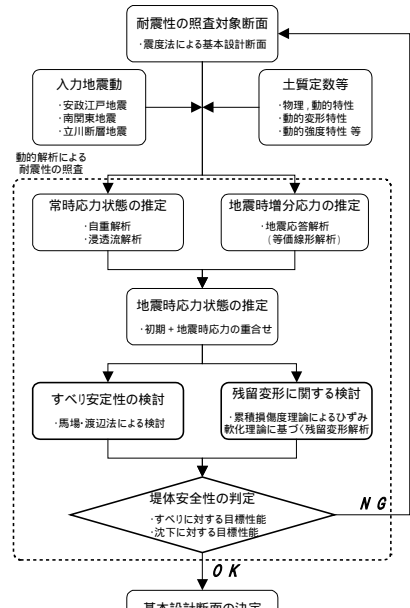 耐震性の照査対象断面
・震度法による基本設計断面
入力地震動
・安政江戸地震
・南関東地震
・立川断層地震
土質定数等
・物理,動的特性
・動的変形特性
・動的強度特性 等
動的解析による
耐震性の照査
常時応力状態の推定
・自重解析
・浸透流解析
地震時増分応力の推定
・地震応答解析
(等価線形解析)
地震時応力状態の推定
・初期+地震時応力の重合せ
すべり安定性の検討
・馬場・渡辺法による検討
残留変形に関する検討
・累積損傷度理論によるひずみ
軟化理論に基づく残留変形解析
堤体安全性の判定
・すべりに対する目標性能
・沈下に対する目標性能
NG
OK
基本設計断面の決定